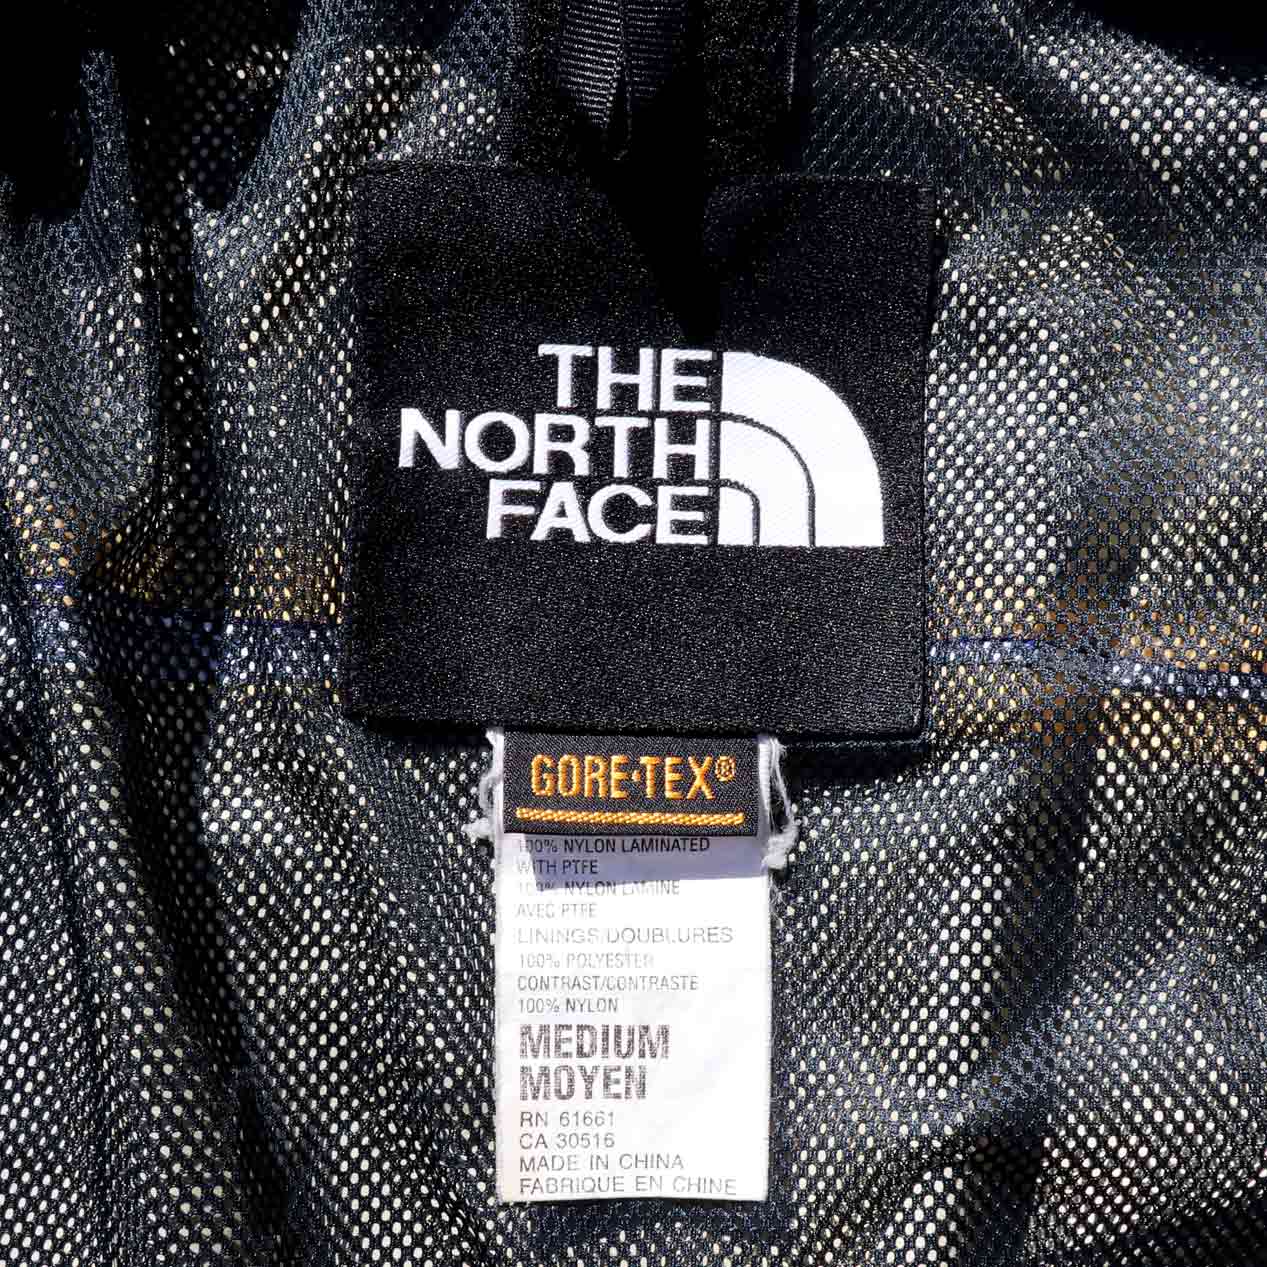 THE
NORTH
FACE
GORE·TEX®
100% NYLON LAMINATED
WITH PTFE
100% NYLON LAMINE
AVEC PTFE
LININGS/DOUBLURES
100% POLYESTER
CONTRAST/CONTRASTE
100% NYLON
MEDIUM
MOYEN
RN 61661
CA 30516
MADE IN CHINA
FABRIQUE EN CHINE